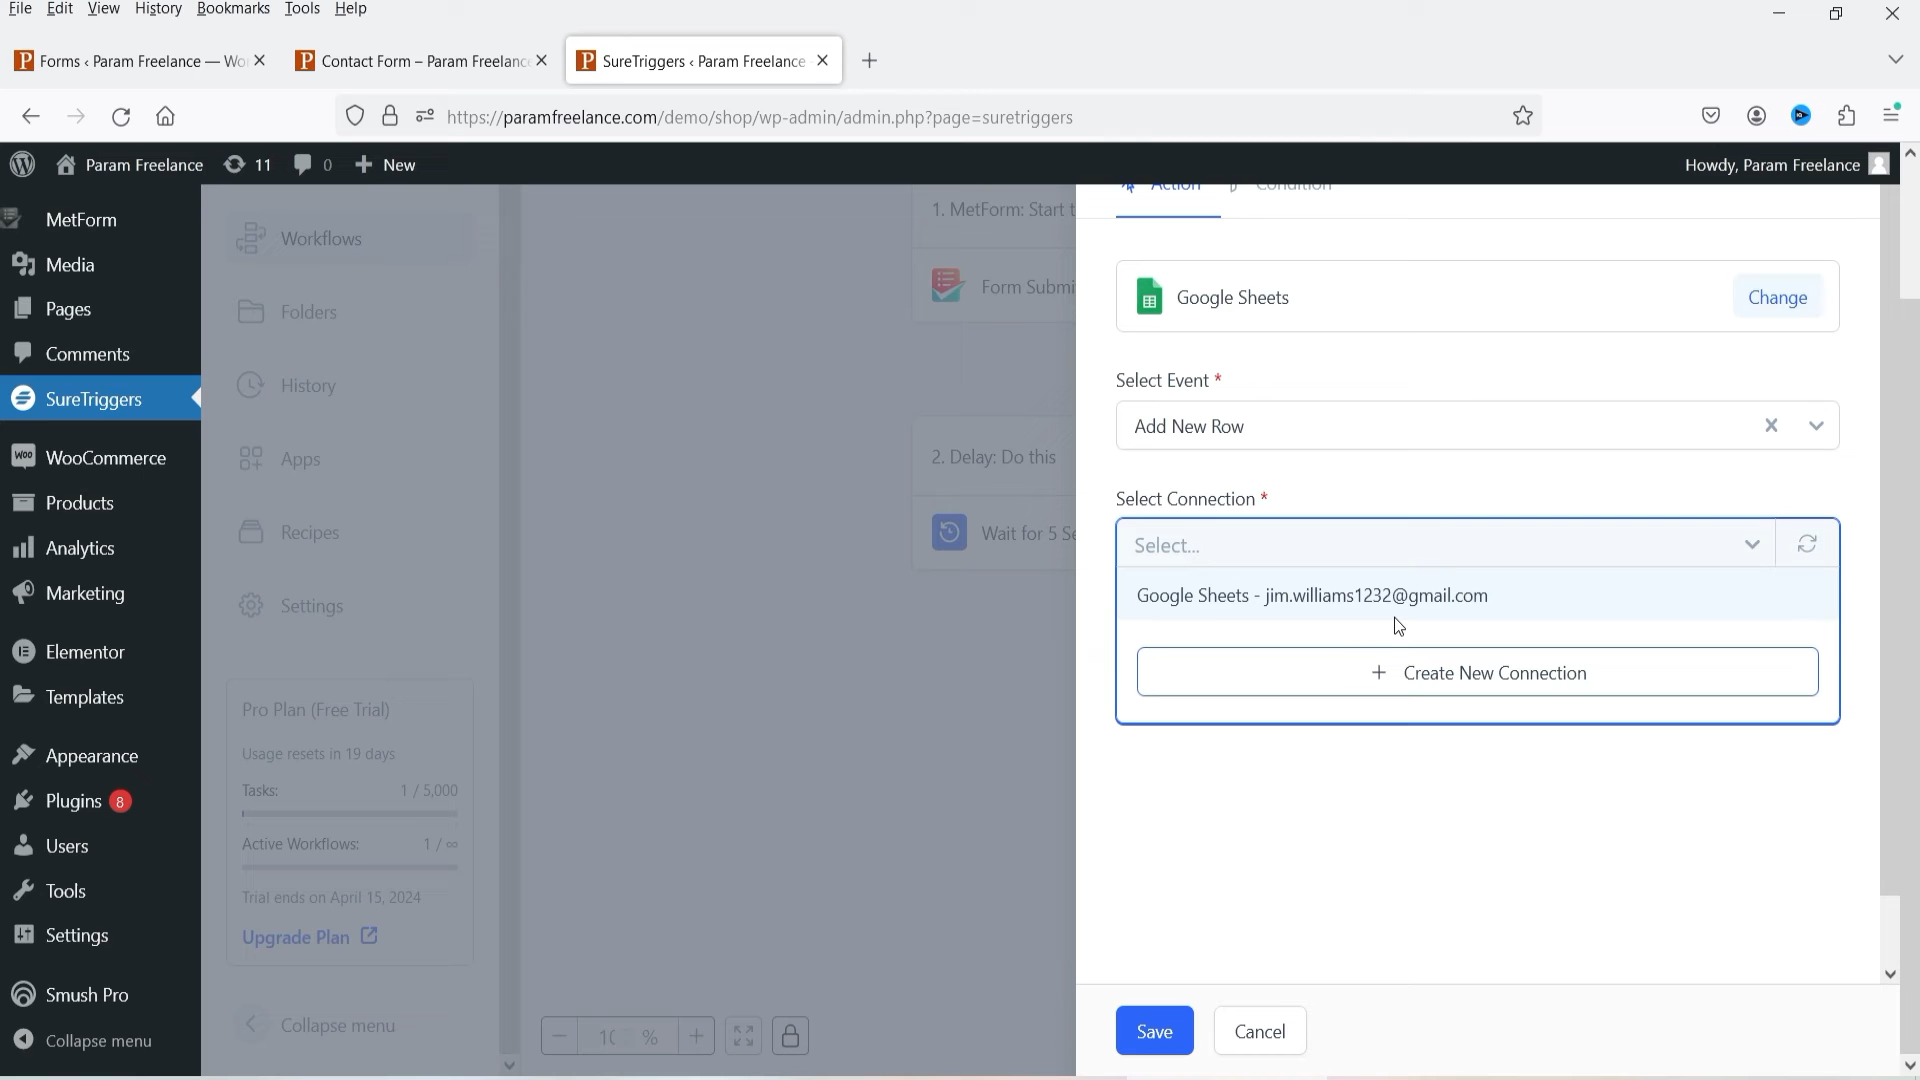 File Edit View History Bookmarks Tools Help
Forms ‹ Param Freelance — Wo
Contact Form – Param Freelanc
SureTriggers ‹ Param Freelance
https://paramfreelance.com/demo/shop/wp-admin/admin.php?page=suretriggers
Param Freelance 11 0 New
Howdy, Param Freelance
MetForm
Media
Pages
Comments
SureTriggers
WooCommerce
Products
Analytics
Marketing
Elementor
Templates
Appearance
Plugins 8
Users
Tools
Settings
Smush Pro
Collapse menu
Workflows
Folders
History
Apps
Recipes
Settings
Pro Plan (Free Trial)
Usage resets in 19 days
Tasks: 1 / 5,000
Active Workflows: 1 / ∞
Trial ends on April 15, 2024
Upgrade Plan
Collapse menu
1. MetForm: Start t
Form Submi
2. Delay: Do this
Wait for 5 Se
10 %
Action Condition
Google Sheets Change
Select Event *
Add New Row
Select Connection *
Select...
Google Sheets - jim.williams1232@gmail.com
+ Create New Connection
Save Cancel